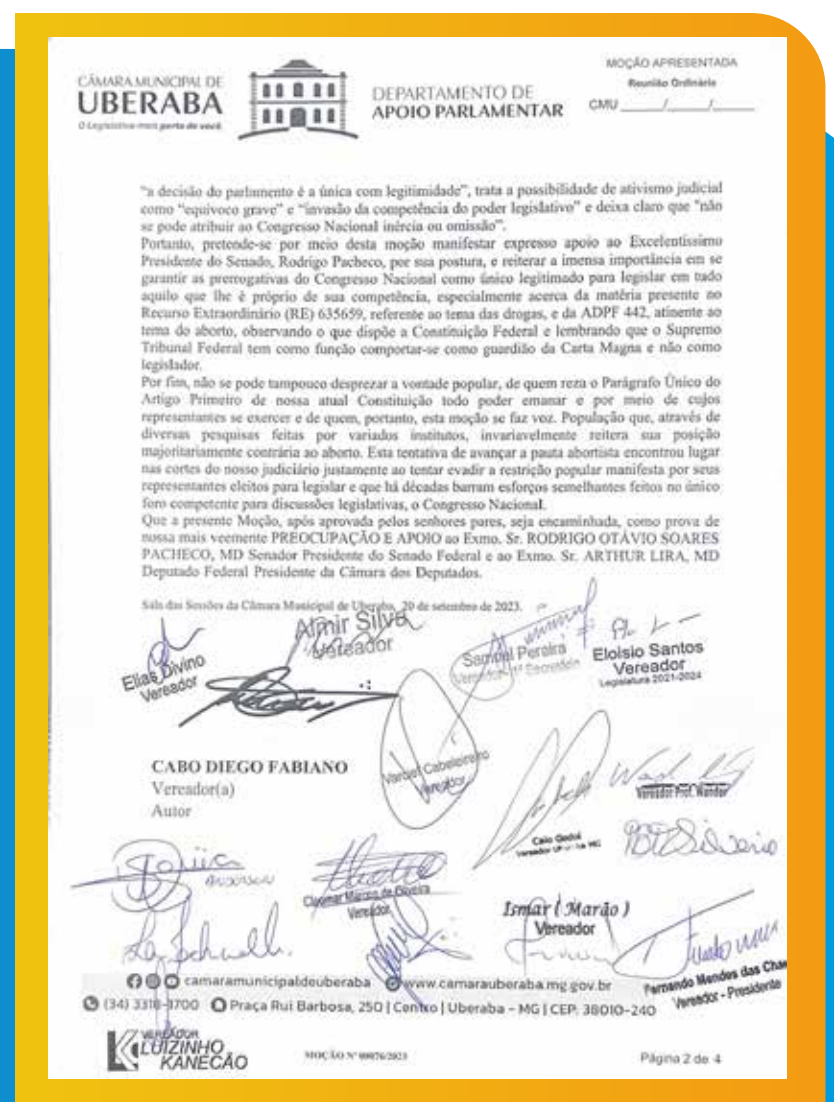 CÂMARA MUNICIPAL DE
UBERABA
O Legislativo mais perto de você
DEPARTAMENTO DE
APOIO PARLAMENTAR
MOÇÃO APRESENTADA
Reunião Ordinária
CMU ____/____/____
"a decisão do parlamento é a única com legitimidade", trata a possibilidade de ativismo judicial
como "equivoco grave" e "invasão da competência do poder legislativo" e deixa claro que "não
se pode atribuir ao Congresso Nacional inércia ou omissão".
Portanto, pretende-se por meio desta moção manifestar expresso apoio ao Excelentíssimo
Presidente do Senado, Rodrigo Pacheco, por sua postura, e reiterar a imensa importância em se
garantir as prerrogativas do Congresso Nacional como único legitimado para legislar em tudo
aquilo que lhe é próprio de sua competência, especialmente acerca da matéria presente no
Recurso Extraordinário (RE) 635659, referente ao tema das drogas, e da ADPF 442, atinente ao
tema do aborto, observando o que dispõe a Constituição Federal e lembrando que o Supremo
Tribunal Federal tem como função comportar-se como guardião da Carta Magna e não como
legislador.
Por fim, não se pode tampouco desprezar a vontade popular, de quem reza o Parágrafo Único do
Artigo Primeiro de nossa atual Constituição todo poder emanar e por meio de cujos
representantes se exercer e de quem, portanto, esta moção se faz voz. População que, através de
diversas pesquisas feitas por variados institutos, invariavelmente reitera sua posição
majoritariamente contrária ao aborto. Esta tentativa de avançar a pauta abortista encontrou lugar
nas cortes do nosso judiciário justamente ao tentar evadir a restrição popular manifesta por seus
representantes eleitos para legislar e que há décadas barram esforços semelhantes feitos no único
foro competente para discussões legislativas, o Congresso Nacional.
Que a presente Moção, após aprovada pelos senhores pares, seja encaminhada, como prova de
nossa mais veemente PREOCUPAÇÃO E APOIO ao Exmo. Sr. RODRIGO OTÁVIO SOARES
PACHECO, MD Senador Presidente do Senado Federal e ao Exmo. Sr. ARTHUR LIRA, MD
Deputado Federal Presidente da Câmara dos Deputados.
Sala das Sessões da Câmara Municipal de Uberaba, 20 de setembro de 2023.
Almir Silva
Vereador
Elias Divino
Vereador
Samuel Pereira
Vereador 1º Secretário
Eloisio Santos
Vereador
Legislatura 2021-2024
CABO DIEGO FABIANO
Vereador(a)
Autor
Cabeleireiro
Vereador
Vereador Prof. Wander
Caio Godoi
Silverio
Anderson
Marcio de Oliveira
Vereador
Ismar (Marão)
Vereador
Fernando Mendes das Cha
Vereador - Presidente
camaramunicipaldeuberaba www.camarauberaba.mg.gov.br
(34) 3318-1700 Praça Rui Barbosa, 250 | Centro | Uberaba - MG | CEP: 38010-240
VEREADOR
LUIZINHO
KANECÃO
MOÇÃO Nº 00076/2023
Página 2 de 4